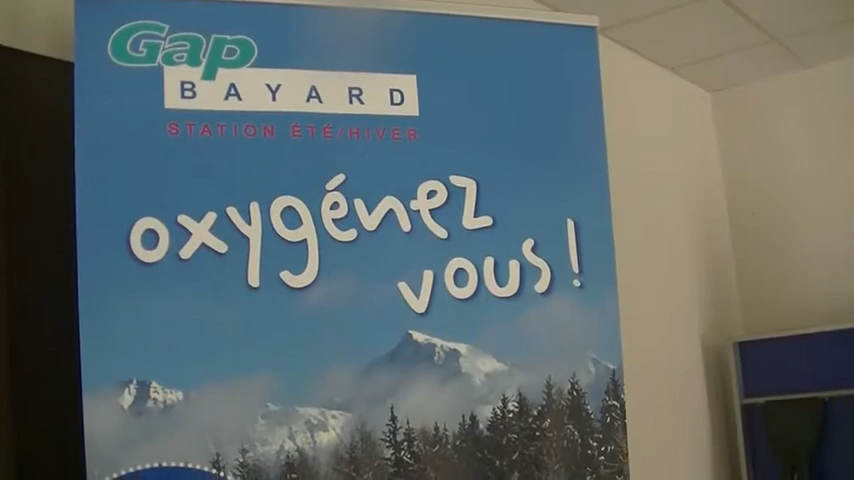 Gap
BAYARD
STATION ÉTÉ/HIVER
oxygénez
vous!